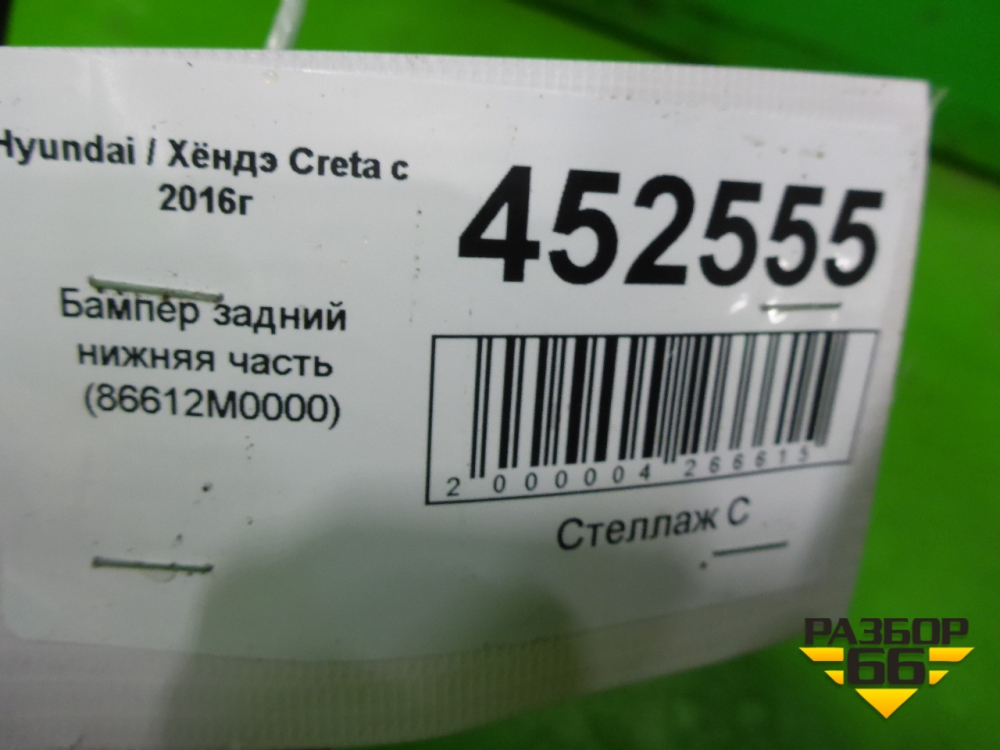 Hyundai / Хёндэ Creta с
2016г
Бампер задний
нижняя часть
(86612M0000)
452555
2 000004 266615
Стеллаж С
РАЗБОР
66